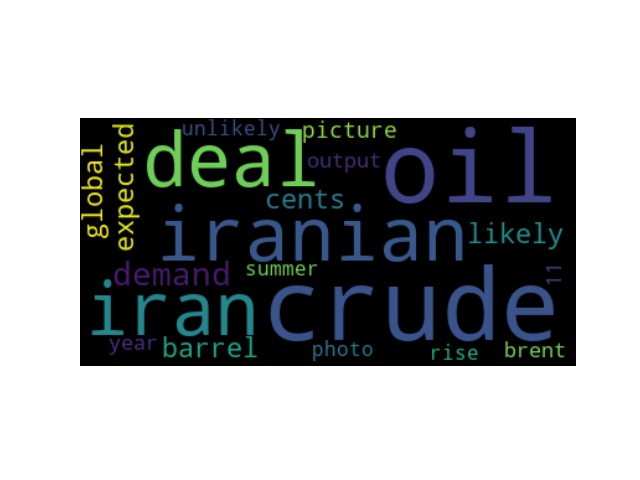 unlikely picture
global expected deal output oil
cents
iranian likely
demand summer 11
iran crude
year barrel photo rise brent